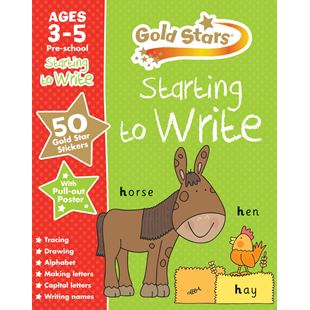 AGES
3-5
Pre-school
Starting
to Write
50
Gold Star
Stickers
With
Pull-out
Poster
Tracing
Drawing
Alphabet
Making letters
Capital letters
Writing names
Gold Stars
Starting
to Write
horse
hen
hay